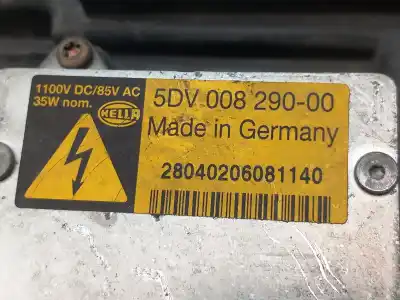 1100V DC/85V AC
35W nom.
HELLA
5DV 008 290-00
Made in Germany
28040206081140